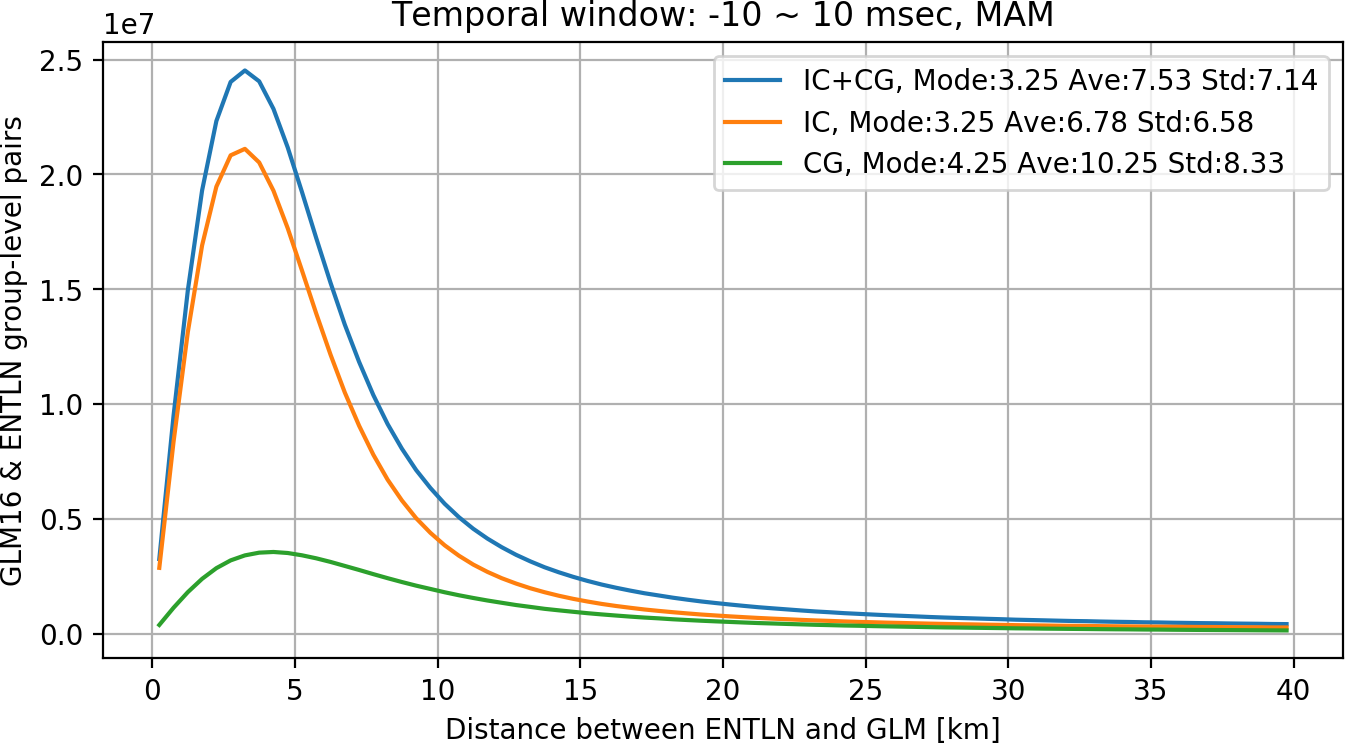 Temporal window: -10 ~ 10 msec, MAM
1e7
2.5
2.0
1.5
1.0
0.5
0.0
GLM16 & ENTLN group-level pairs
IC+CG, Mode:3.25 Ave:7.53 Std:7.14
IC, Mode:3.25 Ave:6.78 Std:6.58
CG, Mode:4.25 Ave:10.25 Std:8.33
0 5 10 15 20 25 30 35 40
Distance between ENTLN and GLM [km]